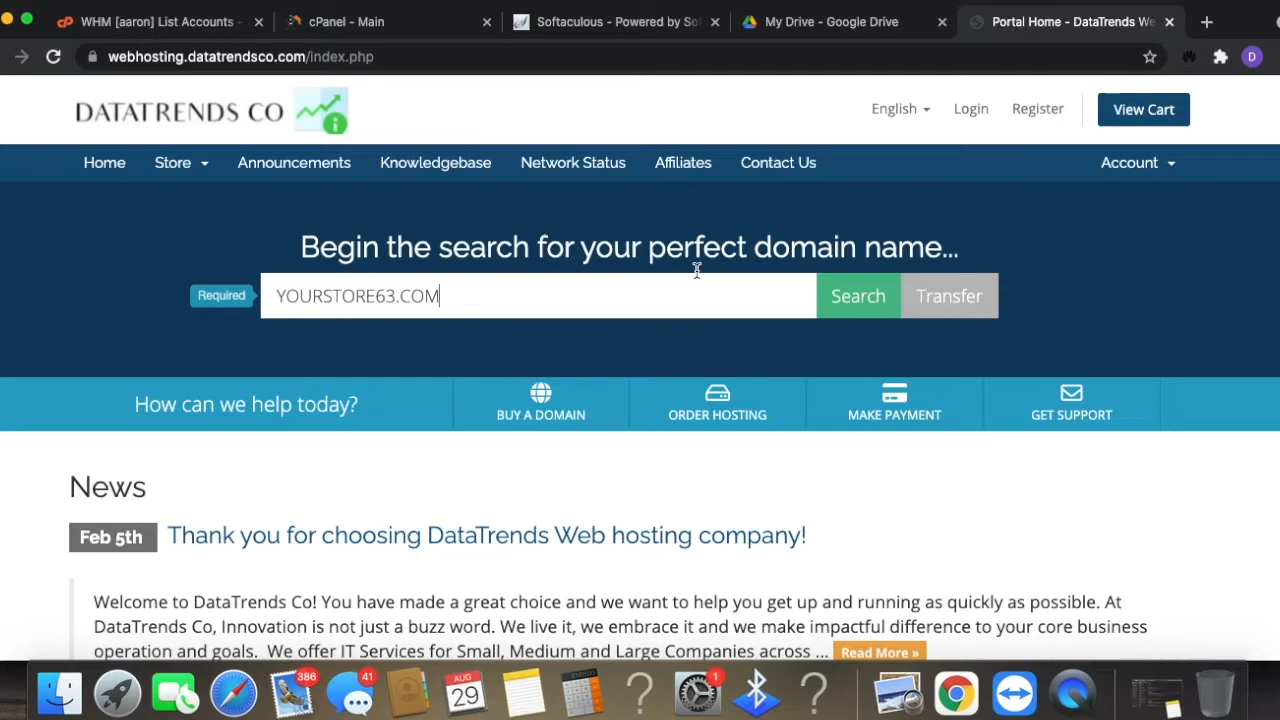 WHM [aaron] List Accounts -
cPanel - Main
Softaculous - Powered by Sof
My Drive - Google Drive
Portal Home - DataTrends We
webhosting.datatrendsco.com/index.php
D
DATATRENDS CO
English
Login
Register
View Cart
Home
Store
Announcements
Knowledgebase
Network Status
Affiliates
Contact Us
Account
Begin the search for your perfect domain name...
Required
YOURSTORE63.COM
Search
Transfer
How can we help today?
BUY A DOMAIN
ORDER HOSTING
MAKE PAYMENT
GET SUPPORT
News
Feb 5th
Thank you for choosing DataTrends Web hosting company!
Welcome to DataTrends Co! You have made a great choice and we want to help you get up and running as quickly as possible. At
DataTrends Co, Innovation is not just a buzz word. We live it, we embrace it and we make impactful difference to your core business
operation and goals. We offer IT Services for Small, Medium and Large Companies across ...
Read More »
386
41
AUG
29
1